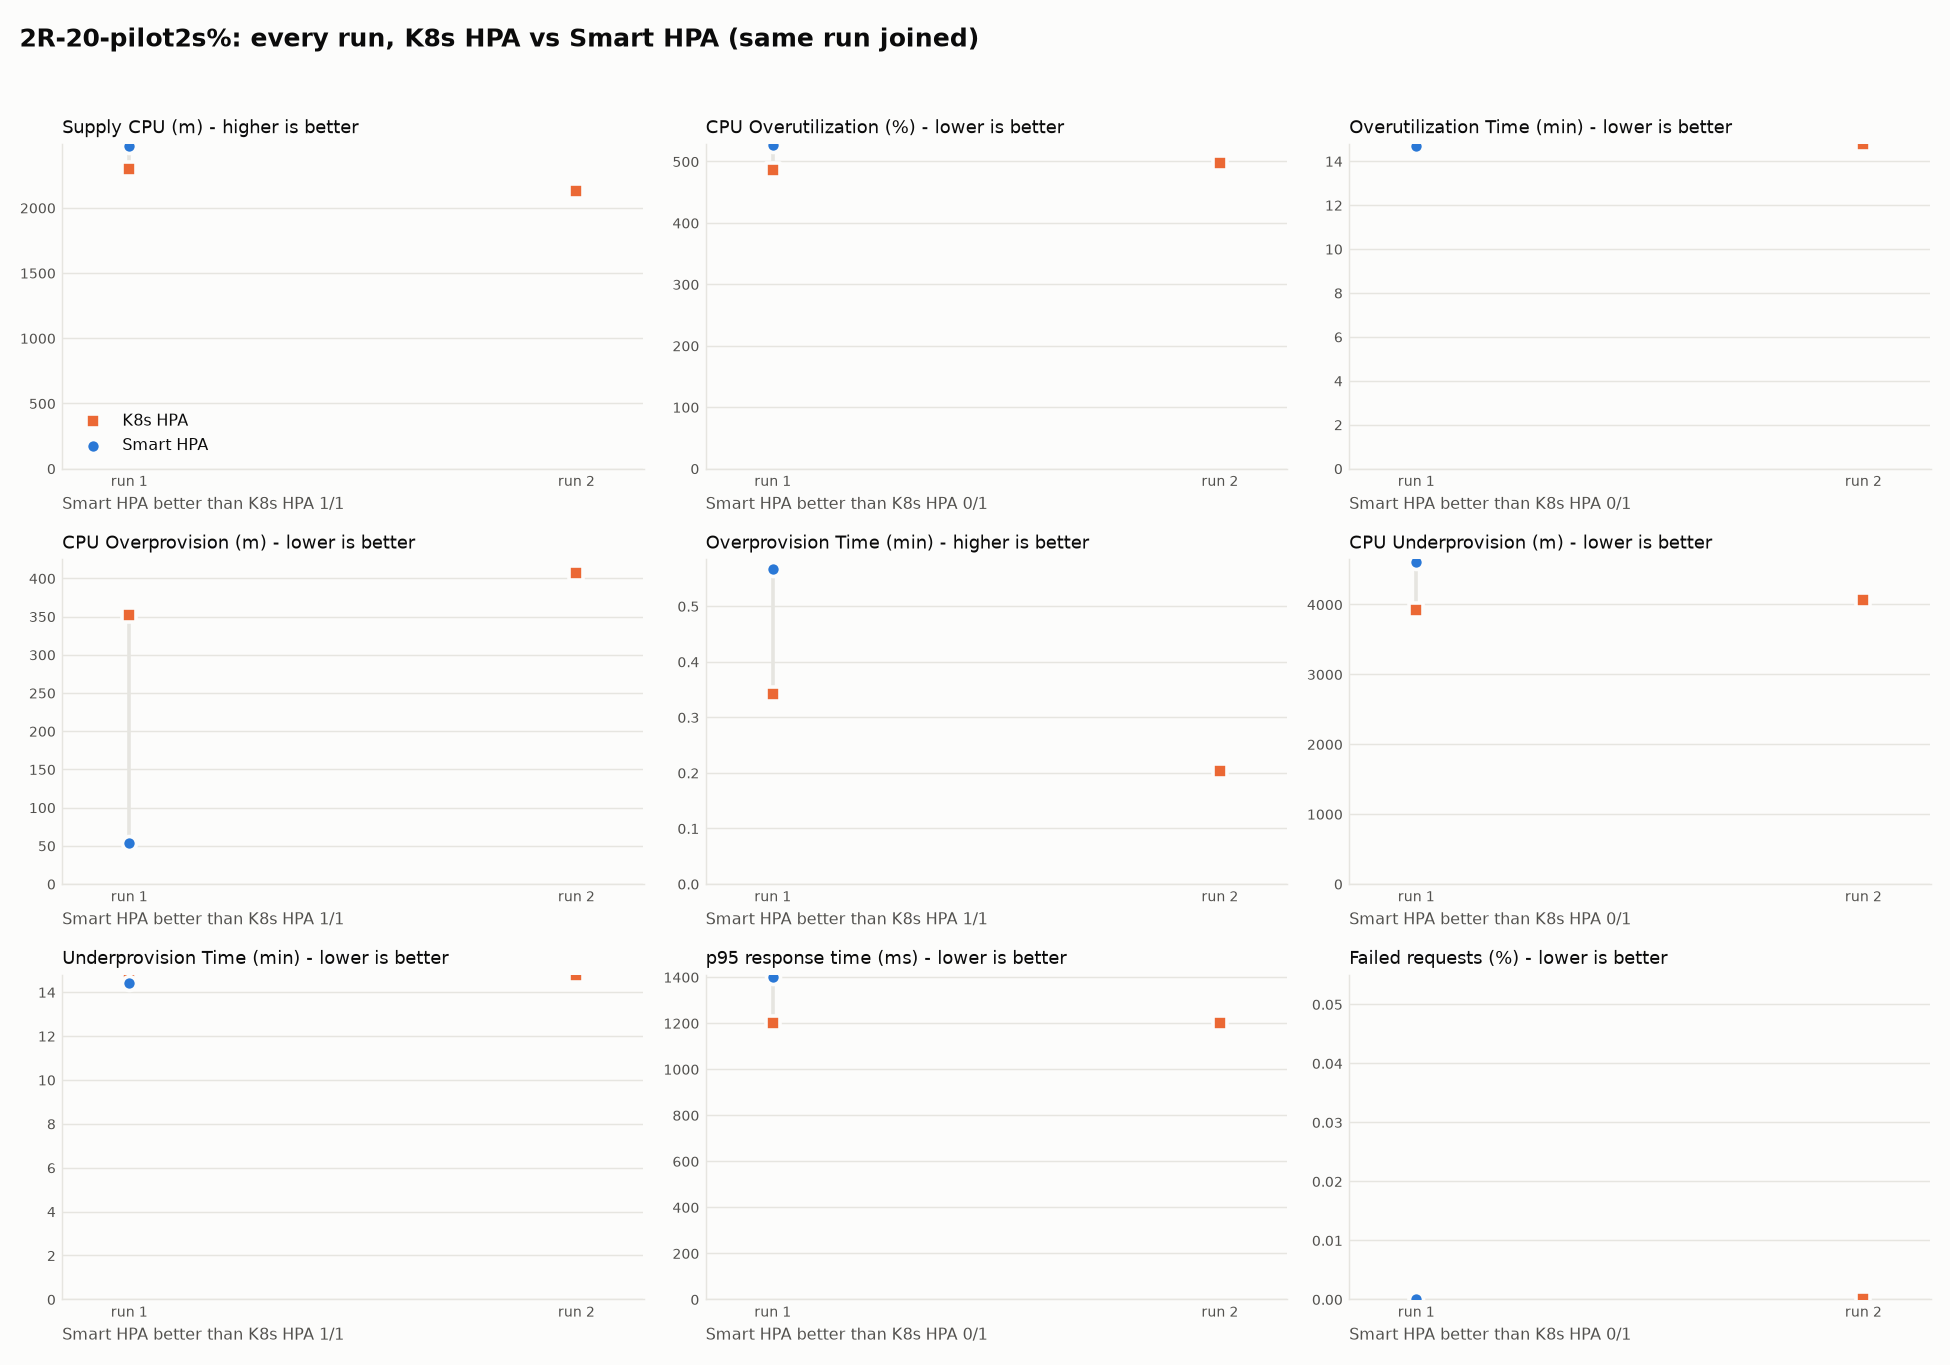 2R-20-pilot2s%: every run, K8s HPA vs Smart HPA (same run joined)
Supply CPU (m) - higher is better
2000
1500
1000
500
0
K8s HPA
Smart HPA
run 1
run 2
Smart HPA better than K8s HPA 1/1
CPU Overutilization (%) - lower is better
500
400
300
200
100
0
run 1
run 2
Smart HPA better than K8s HPA 0/1
Overutilization Time (min) - lower is better
14
12
10
8
6
4
2
0
run 1
run 2
Smart HPA better than K8s HPA 0/1
CPU Overprovision (m) - lower is better
400
350
300
250
200
150
100
50
0
run 1
run 2
Smart HPA better than K8s HPA 1/1
Overprovision Time (min) - higher is better
0.5
0.4
0.3
0.2
0.1
0.0
run 1
run 2
Smart HPA better than K8s HPA 1/1
CPU Underprovision (m) - lower is better
4000
3000
2000
1000
0
run 1
run 2
Smart HPA better than K8s HPA 0/1
Underprovision Time (min) - lower is better
14
12
10
8
6
4
2
0
run 1
run 2
Smart HPA better than K8s HPA 1/1
p95 response time (ms) - lower is better
1400
1200
1000
800
600
400
200
0
run 1
run 2
Smart HPA better than K8s HPA 0/1
Failed requests (%) - lower is better
0.05
0.04
0.03
0.02
0.01
0.00
run 1
run 2
Smart HPA better than K8s HPA 0/1